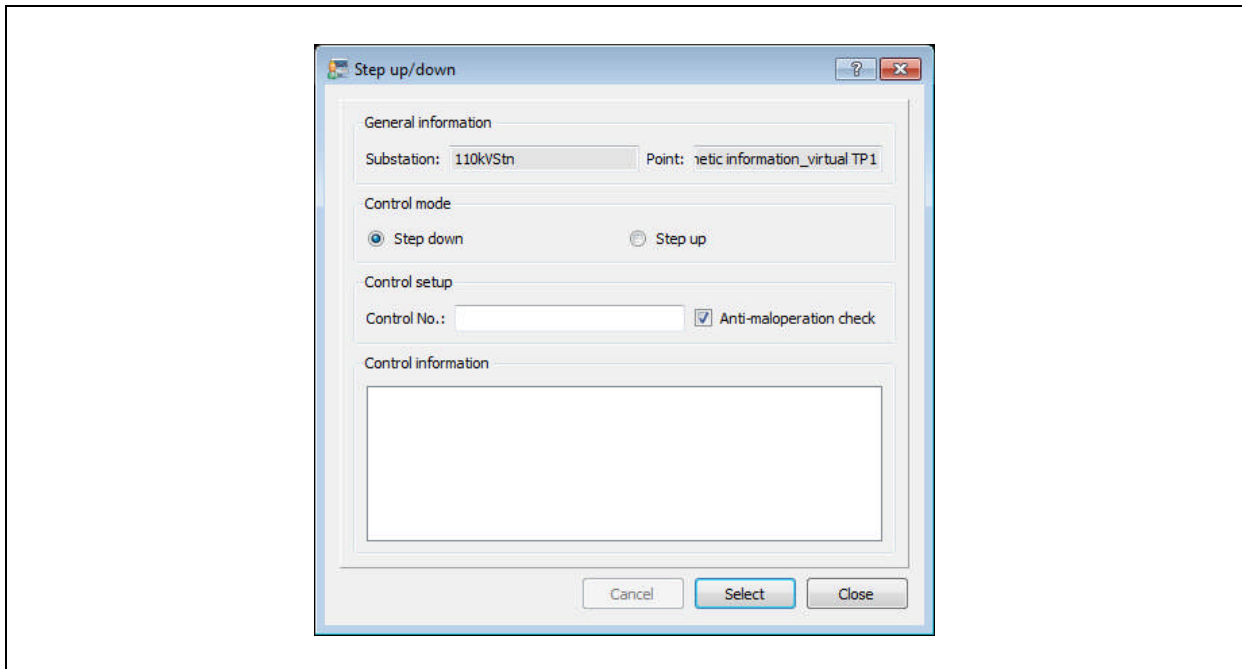 Step up/down
General information
Substation: 110kVStn Point: netic information_virtual TP1
Control mode
Step down Step up
Control setup
Control No.: Anti-maloperation check
Control information
Cancel Select Close